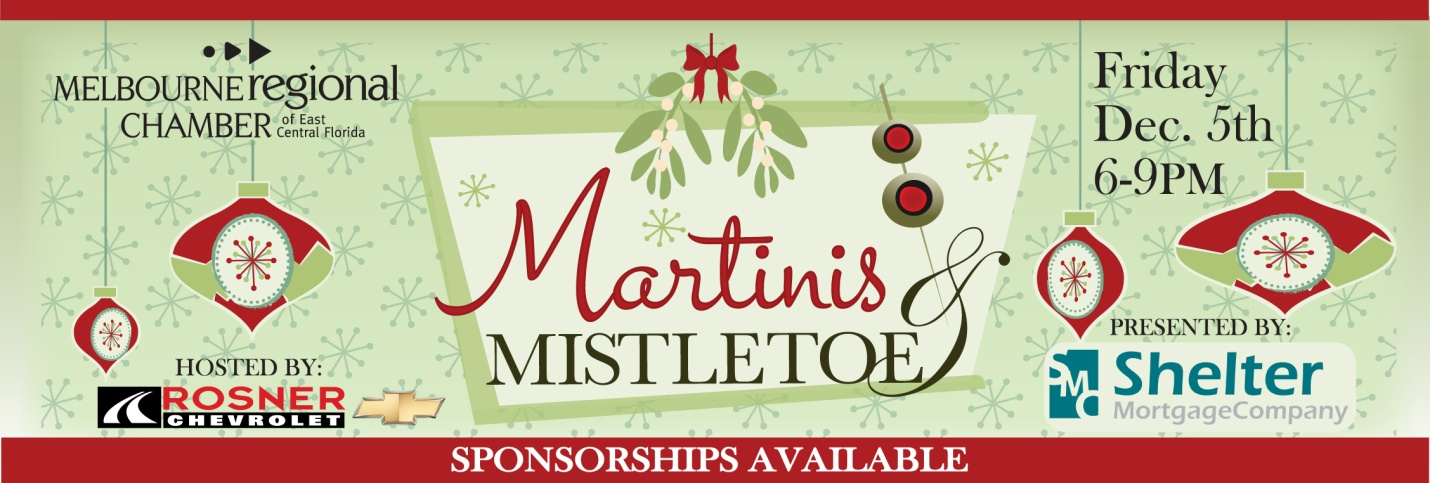 MELBOURNE regional
CHAMBER of East
Central Florida
Friday
Dec. 5th
6-9PM
Martinis &
MISTLETOE
HOSTED BY:
ROSNER
CHEVROLET
PRESENTED BY:
SMC
Shelter
MortgageCompany
SPONSORSHIPS AVAILABLE